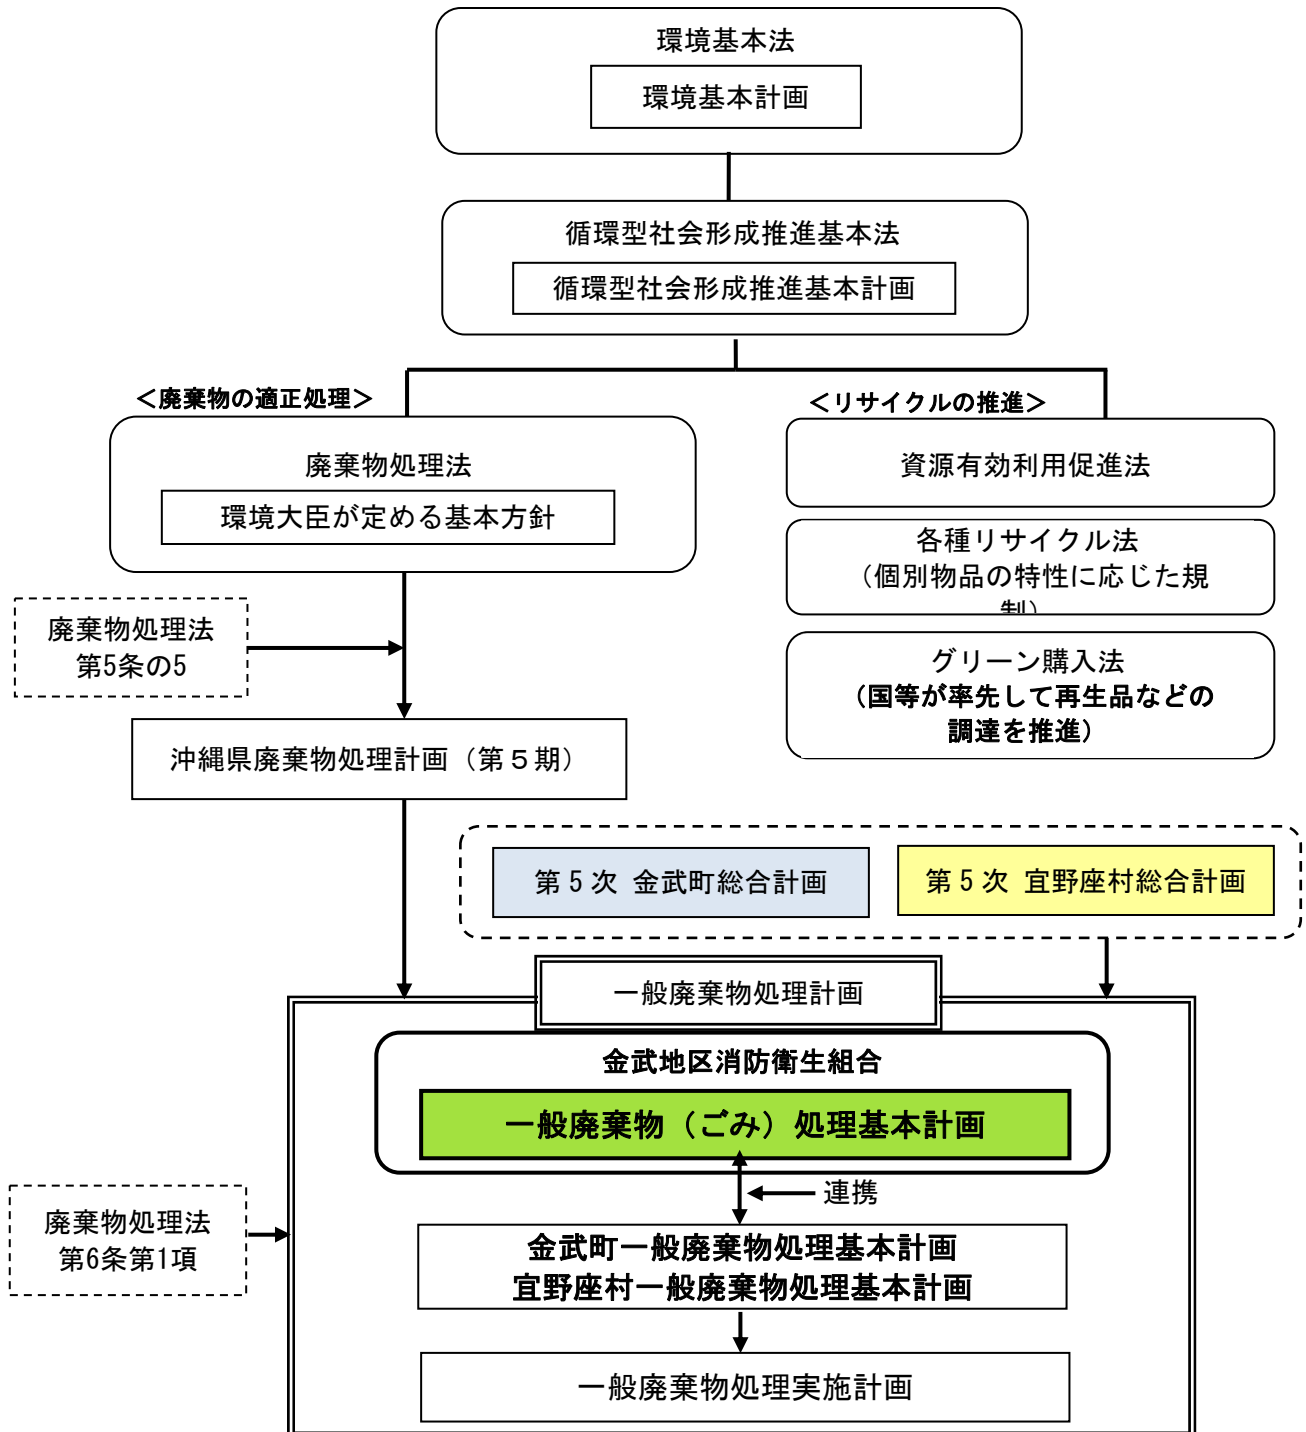 環境基本法
環境基本計画
循環型社会形成推進基本法
循環型社会形成推進基本計画
＜廃棄物の適正処理＞
＜リサイクルの推進＞
廃棄物処理法
環境大臣が定める基本方針
資源有効利用促進法
各種リサイクル法
（個別物品の特性に応じた規
制）
グリーン購入法
（国等が率先して再生品などの
調達を推進）
廃棄物処理法
第5条の5
沖縄県廃棄物処理計画（第５期）
第５次 金武町総合計画
第５次 宜野座村総合計画
一般廃棄物処理計画
金武地区消防衛生組合
一般廃棄物（ごみ）処理基本計画
連携
廃棄物処理法
第6条第1項
金武町一般廃棄物処理基本計画
宜野座村一般廃棄物処理基本計画
一般廃棄物処理実施計画